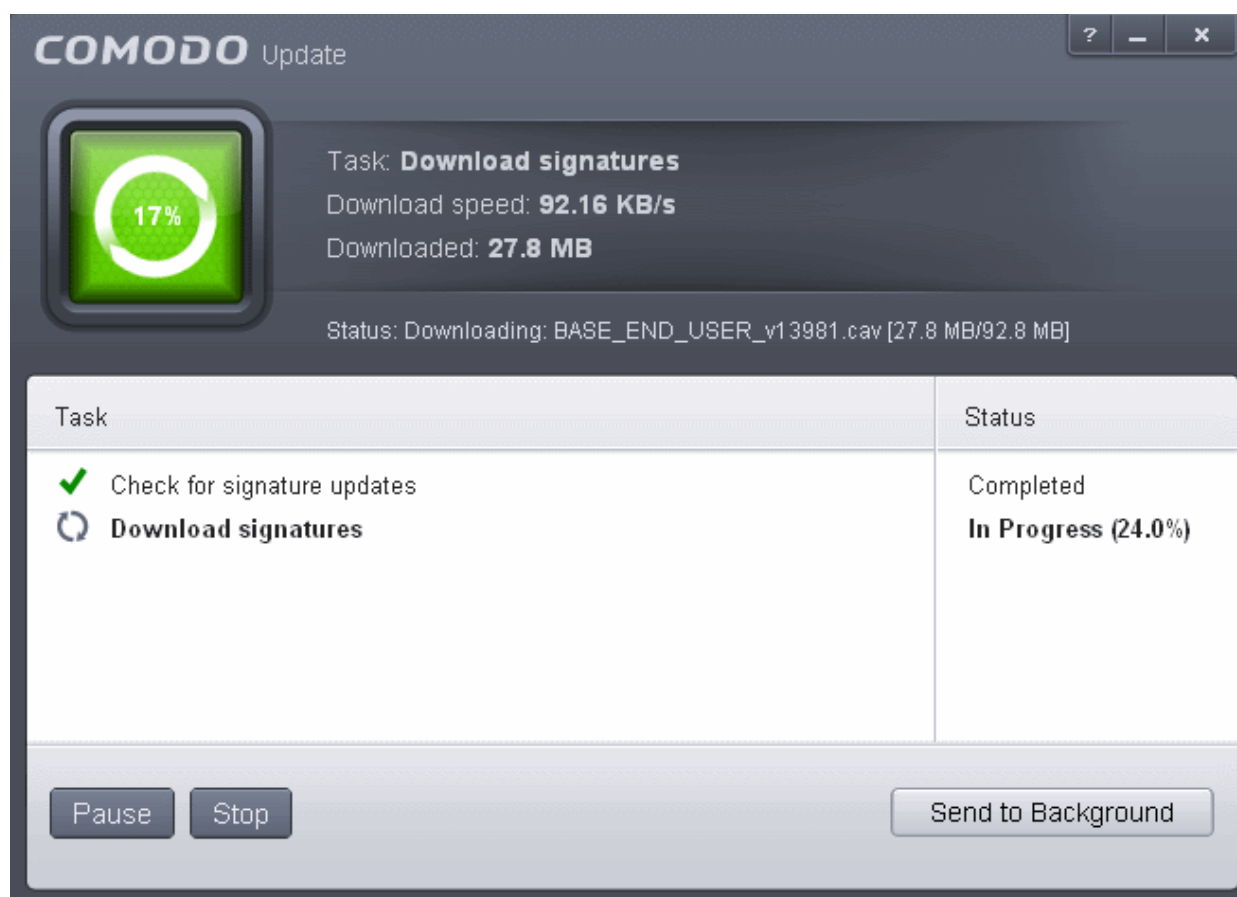 COMODO Update
? _ x
17%
Task: Download signatures
Download speed: 92.16 KB/s
Downloaded: 27.8 MB
Status: Downloading: BASE_END_USER_v13981.cav [27.8 MB/92.8 MB]
Task Status
Check for signature updates Completed
Download signatures In Progress (24.0%)
Pause Stop Send to Background